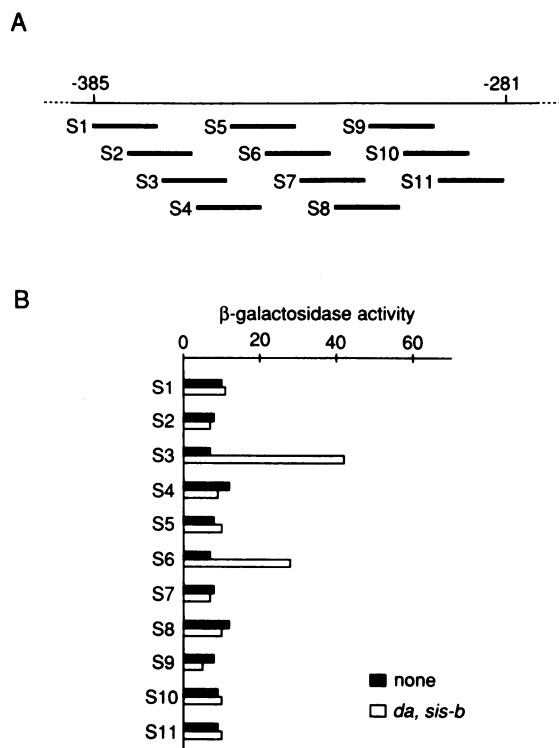 A
-385 -281
S1 S5 S9
S2 S6 S10
S3 S7 S11
S4 S8
B
β-galactosidase activity
0 20 40 60
S1
S2
S3
S4
S5
S6
S7
S8
S9
S10
S11
none
da, sis-b